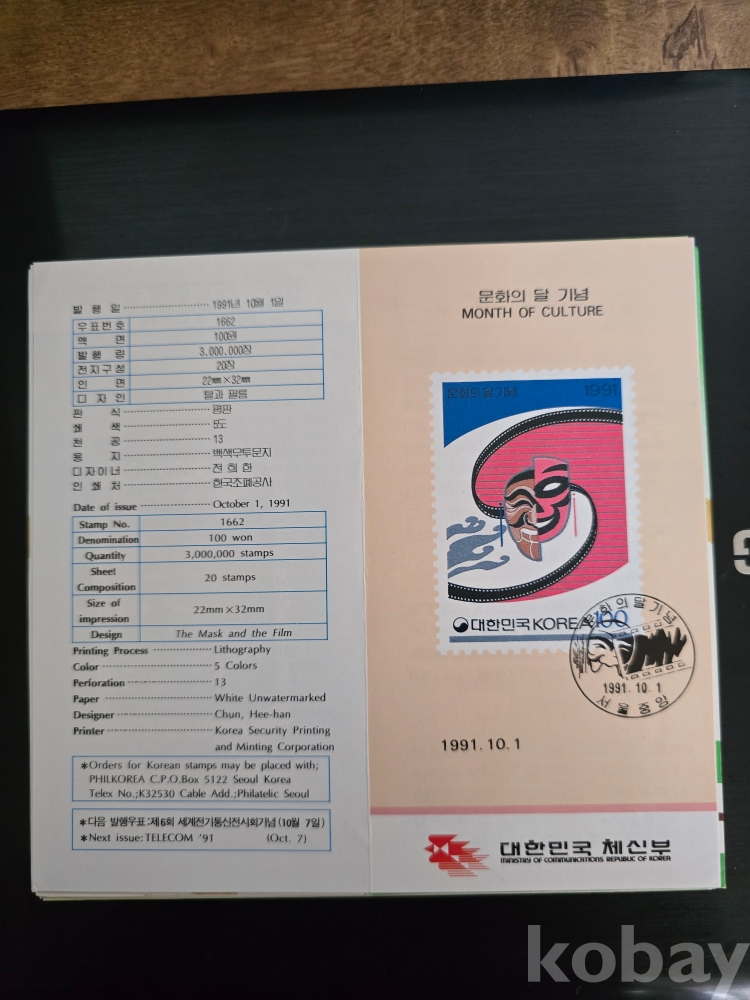 발 행 일 1991년 10월 1일
우표번호 1662
액 면 100원
발 행 량 3,000,000장
전지구성 20장
인 면 22㎜×32㎜
디 자 인 탈과 필름
판 식 평판
쇄 색 5도
천 공 13
용 지 백색무투문지
디자이너 전희한
인 쇄 처 한국조폐공사
Date of issue October 1, 1991
Stamp No. 1662
Denomination 100 won
Quantity 3,000,000 stamps
Sheet
Composition 20 stamps
Size of
impression 22mm×32mm
Design The Mask and the Film
Printing Process Lithography
Color 5 Colors
Perforation 13
Paper White Unwatermarked
Designer Chun, Hee-han
Printer Korea Security Printing
and Minting Corporation
*Orders for Korean stamps may be placed with;
PHILKOREA C.P.O.Box 5122 Seoul Korea
Telex No.;K32530 Cable Add.;Philatelic Seoul
*다음 발행우표:제6회 세계전기통신전시회기념(10월 7일)
*Next issue:TELECOM '91 (Oct. 7)
문화의 달 기념
MONTH OF CULTURE
문화의달기념 1991
대한민국 KOREA 100
문화의달기념
1991.10.1
서울중앙
1991.10.1
대한민국 체신부
MINISTRY OF COMMUNICATIONS REPUBLIC OF KOREA
kobay